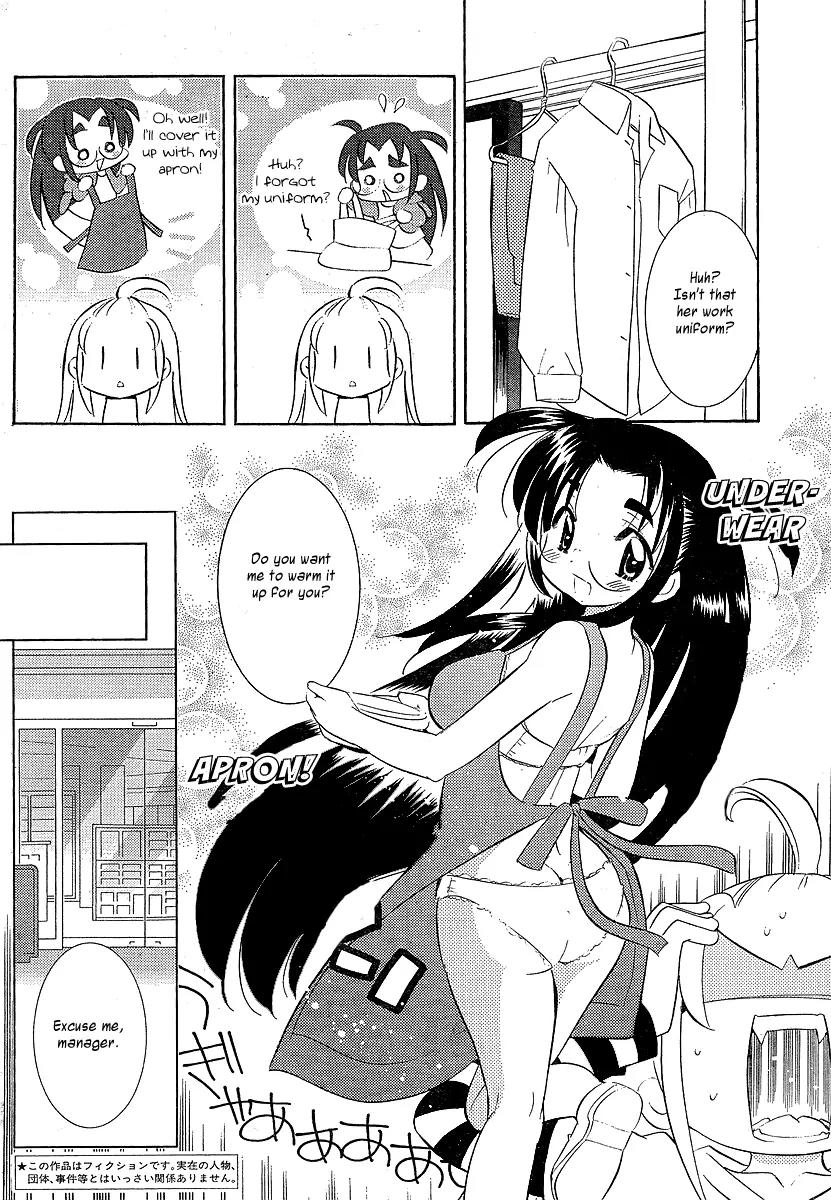 Huh?
Isn't that
her work
uniform?
Huh?
I forgot
my uniform?
Oh well!
I'll cover it
up with my
apron!
UNDER-
WEAR
Do you want
me to warm it
up for you?
APRON!
ぎゃああああああ
Excuse me,
manager.
★この作品はフィクションです。実在の人物、
団体、事件等とはいっさい関係ありません。